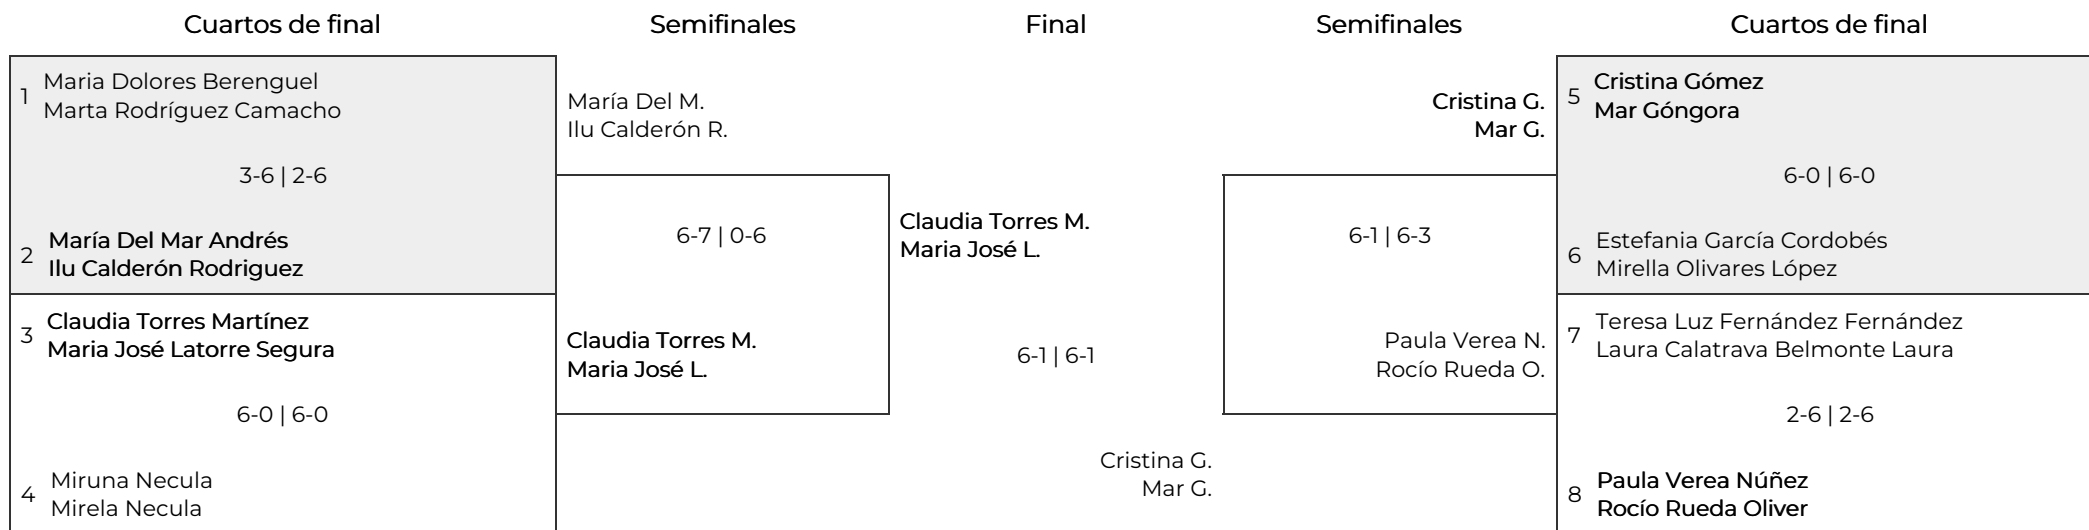 Cuartos de final
Semifinales
Final
Semifinales
Cuartos de final
1
Maria Dolores Berenguel
Marta Rodríguez Camacho
3-6 | 2-6
2
María Del Mar Andrés
Ilu Calderón Rodriguez
3
Claudia Torres Martínez
Maria José Latorre Segura
6-0 | 6-0
4
Miruna Necula
Mirela Necula
María Del M.
Ilu Calderón R.
6-7 | 0-6
Claudia Torres M.
Maria José L.
Claudia Torres M.
Maria José L.
6-1 | 6-1
Cristina G.
Mar G.
Cristina G.
Mar G.
6-1 | 6-3
Paula Verea N.
Rocío Rueda O.
5
Cristina Gómez
Mar Góngora
6-0 | 6-0
6
Estefania García Cordobés
Mirella Olivares López
7
Teresa Luz Fernández Fernández
Laura Calatrava Belmonte Laura
2-6 | 2-6
8
Paula Verea Núñez
Rocío Rueda Oliver